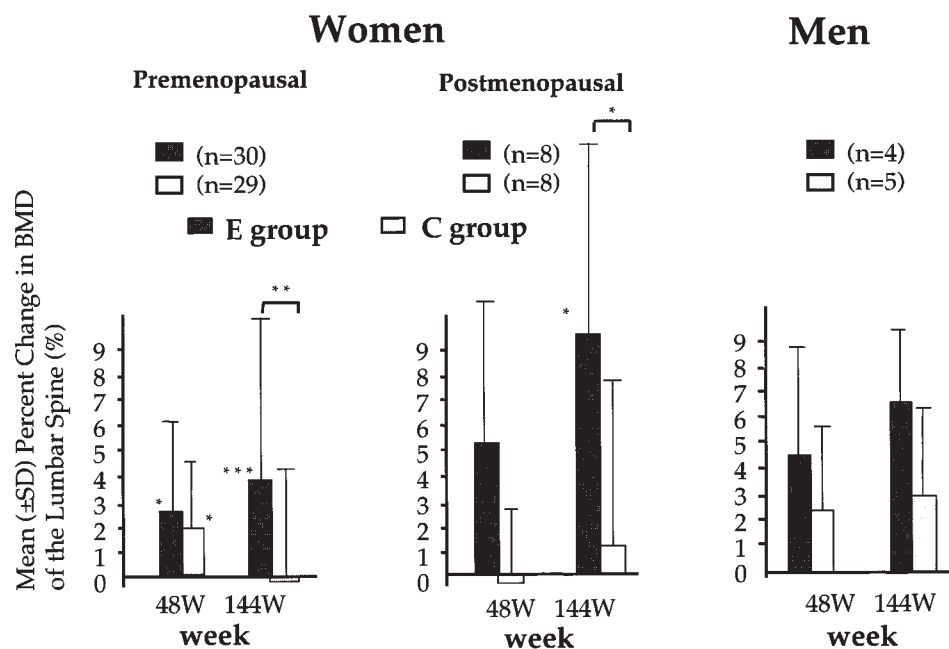 Women
Men
Premenopausal
Postmenopausal
(n=30)
(n=29)
(n=8)
(n=8)
(n=4)
(n=5)
E group
C group
Mean (±SD) Percent Change in BMD
of the Lumbar Spine (%)
**
*
9
8
7
6
5
4
3
2
1
0
*
*
***
48W 144W
week
9
8
7
6
5
4
3
2
1
0
*
48W 144W
week
9
8
7
6
5
4
3
2
1
0
48W 144W
week